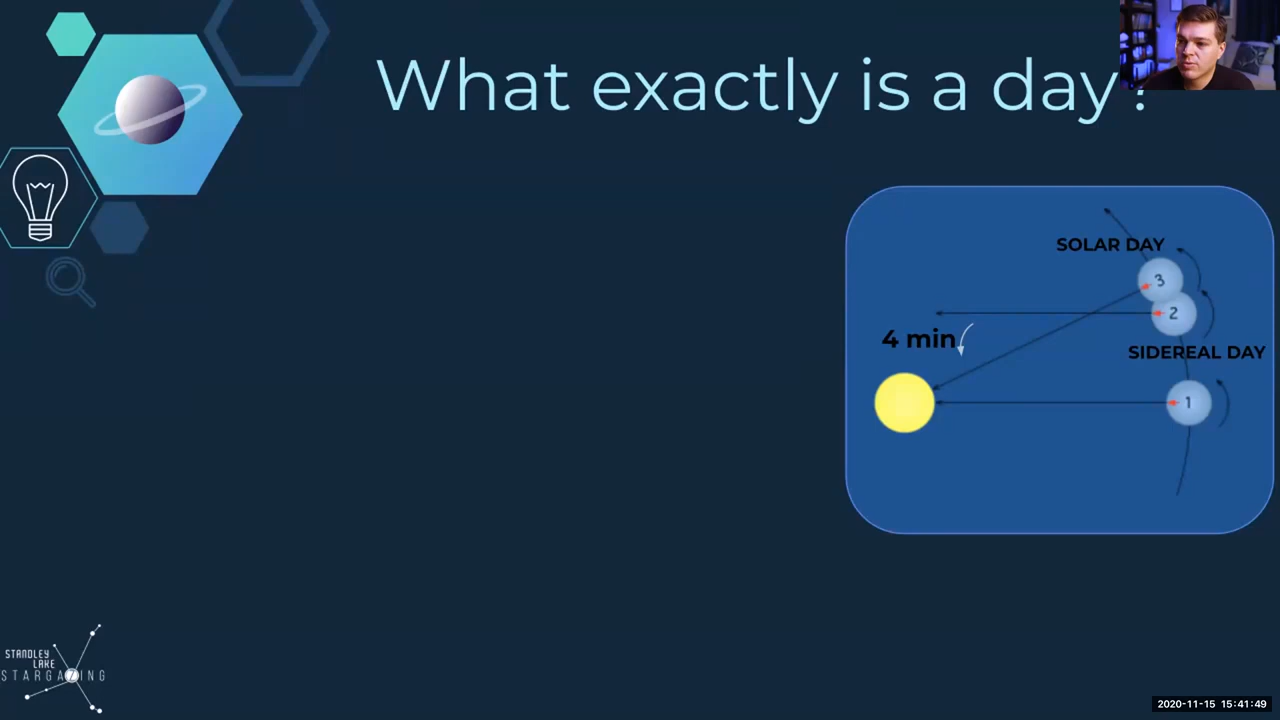 What exactly is a day?
SOLAR DAY
3
2
4 min
SIDEREAL DAY
1
STANDLEY
LAKE
STARGAZING
2020-11-15 15:41:49